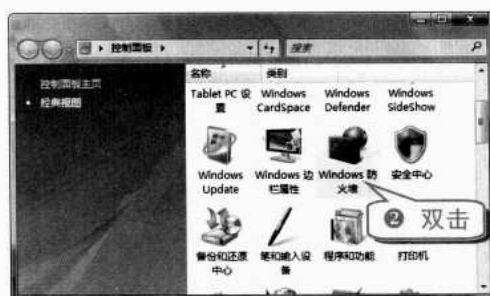 控制面板
搜索
控制面板主页
经典视图
名称 类别
Tablet PC 设置 Windows CardSpace Windows Defender Windows SideShow
Windows Update Windows 边栏属性 Windows 防火墙 安全中心
❷ 双击
备份和还原中心 笔和输入设备 程序和功能 打印机